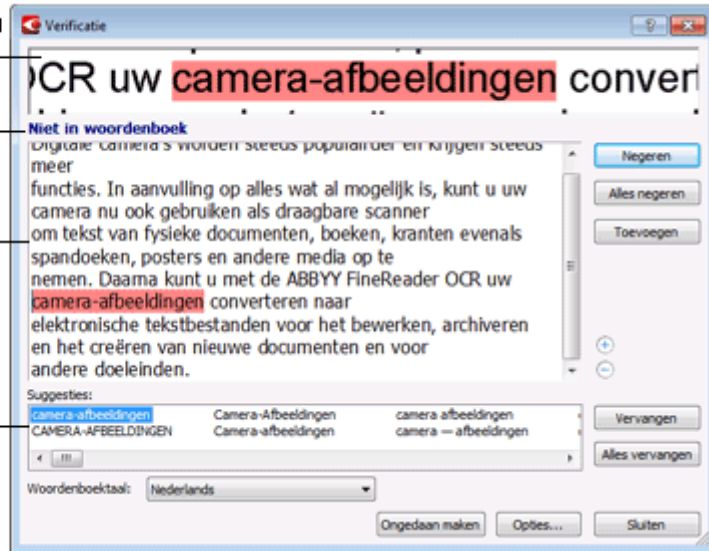 Verificatie
OCR uw camera-afbeeldingen convert
Niet in woordenboek
Digitale camera's worden steeds populairder en krijgen steeds
meer
functies. In aanvulling op alles wat al mogelijk is, kunt u uw
camera nu ook gebruiken als draagbare scanner
om tekst van fysieke documenten, boeken, kranten evenals
spandoeken, posters en andere media op te
nemen. Daarna kunt u met de ABBYY FineReader OCR uw
camera-afbeeldingen converteren naar
elektronische tekstbestanden voor het bewerken, archiveren
en het creëren van nieuwe documenten en voor
andere doeleinden.
Negeren
Alles negeren
Toevoegen
Suggesties:
camera-afbeeldingen Camera-Afbeeldingen camera afbeeldingen
CAMERA-AFBEELDINGEN Camera-afbeeldingen camera — afbeeldingen
Vervangen
Alles vervangen
Woordenboektaal: Nederlands
Ongedaan maken Opties... Sluiten